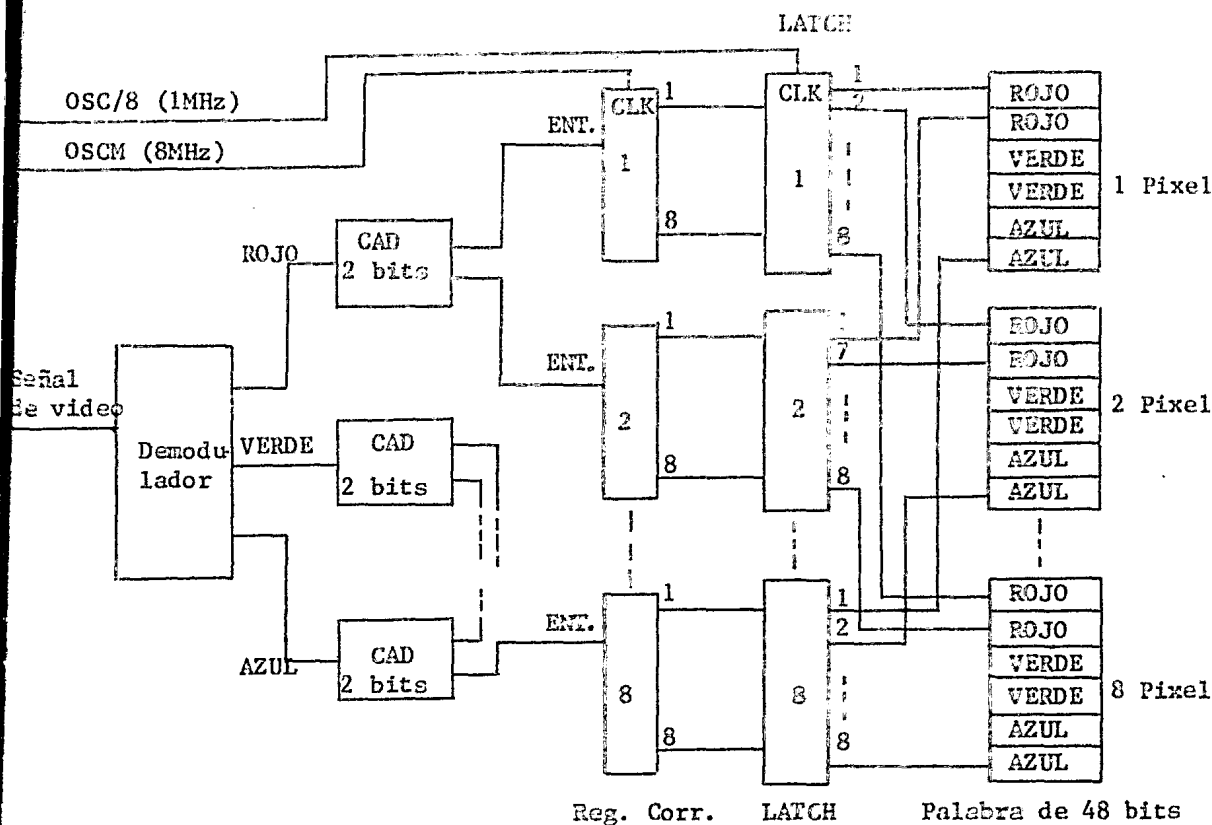 LATCH
OSC/8 (1MHz)
OSCM (8MHz)
Señal
de video
Demodu-
lador
ROJO
VERDE
AZUL
CAD
2 bits
CAD
2 bits
CAD
2 bits
ENT.
CLK
1
1
8
ENT.
1
2
8
ENT.
1
8
8
CLK
1
2
1
8
7
2
8
1
2
8
8
ROJO
ROJO
VERDE
VERDE
AZUL
AZUL
1 Pixel
ROJO
ROJO
VERDE
VERDE
AZUL
AZUL
2 Pixel
ROJO
ROJO
VERDE
VERDE
AZUL
AZUL
8 Pixel
Reg. Corr.
LATCH
Palabra de 48 bits